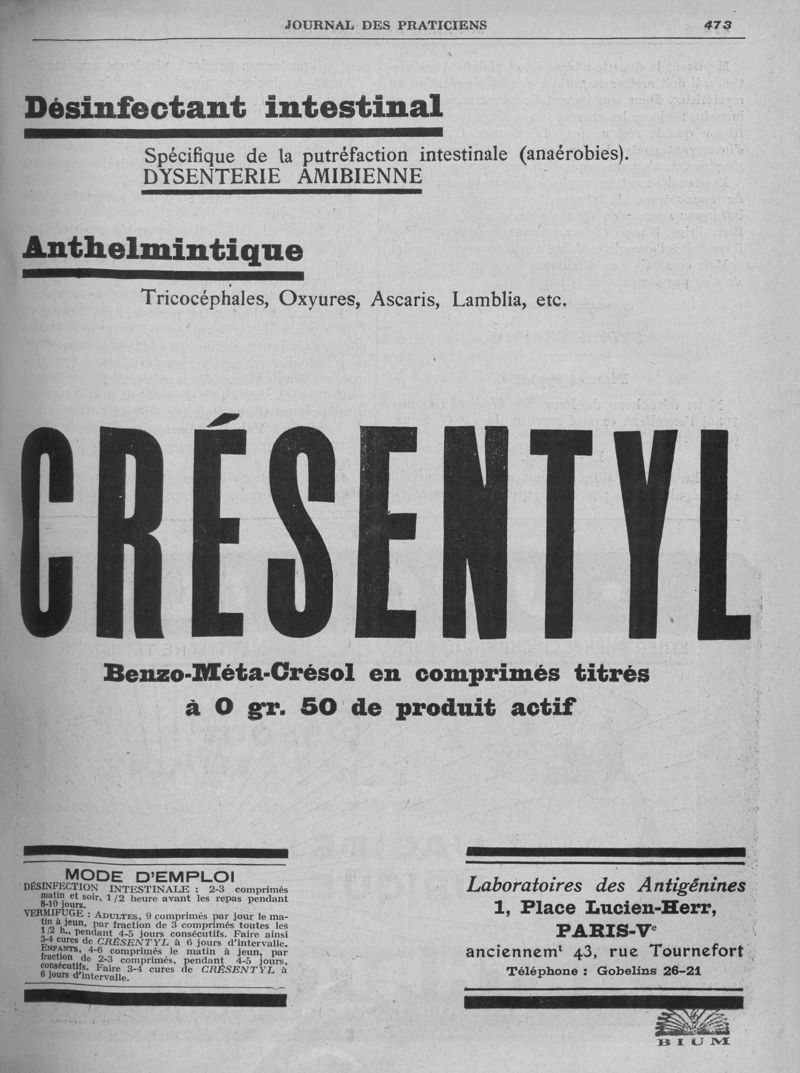 JOURNAL DES PRATICIENS 473
Désinfectant intestinal
Spécifique de la putréfaction intestinale (anaérobies).
DYSENTERIE AMIBIENNE
Anthelmintique
Tricocéphales, Oxyures, Ascaris, Lamblia, etc.
CRÉSENTYL
Benzo-Méta-Crésol en comprimés titrés
à 0 gr. 50 de produit actif
MODE D'EMPLOI
DÉSINFECTION INTESTINALE : 2-3 comprimés
matin et soir, 1/2 heure avant les repas pendant
8-10 jours.
VERMIFUGE : ADULTES, 9 comprimés par jour le ma-
tin à jeun, par fraction de 3 comprimés toutes les
1/2 h., pendant 4-5 jours consécutifs. Faire ainsi
3-4 cures de CRÉSENTYL à 6 jours d'intervalle.
ENFANTS, 4-6 comprimés le matin à jeun, par
fraction de 2-3 comprimés, pendant 4-5 jours,
consécutifs. Faire 3-4 cures de CRÉSENTYL à
6 jours d'intervalle.
Laboratoires des Antigénines
1, Place Lucien-Herr,
PARIS-Ve
anciennemt 43, rue Tournefort
Téléphone : Gobelins 26-21
BIUM